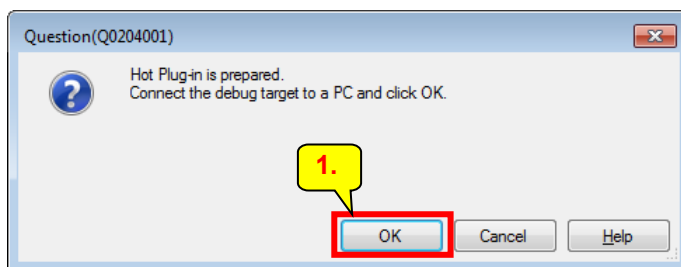 Question(Q0204001)
Hot Plug-in is prepared.
Connect the debug target to a PC and click OK.
1.
OK Cancel Help